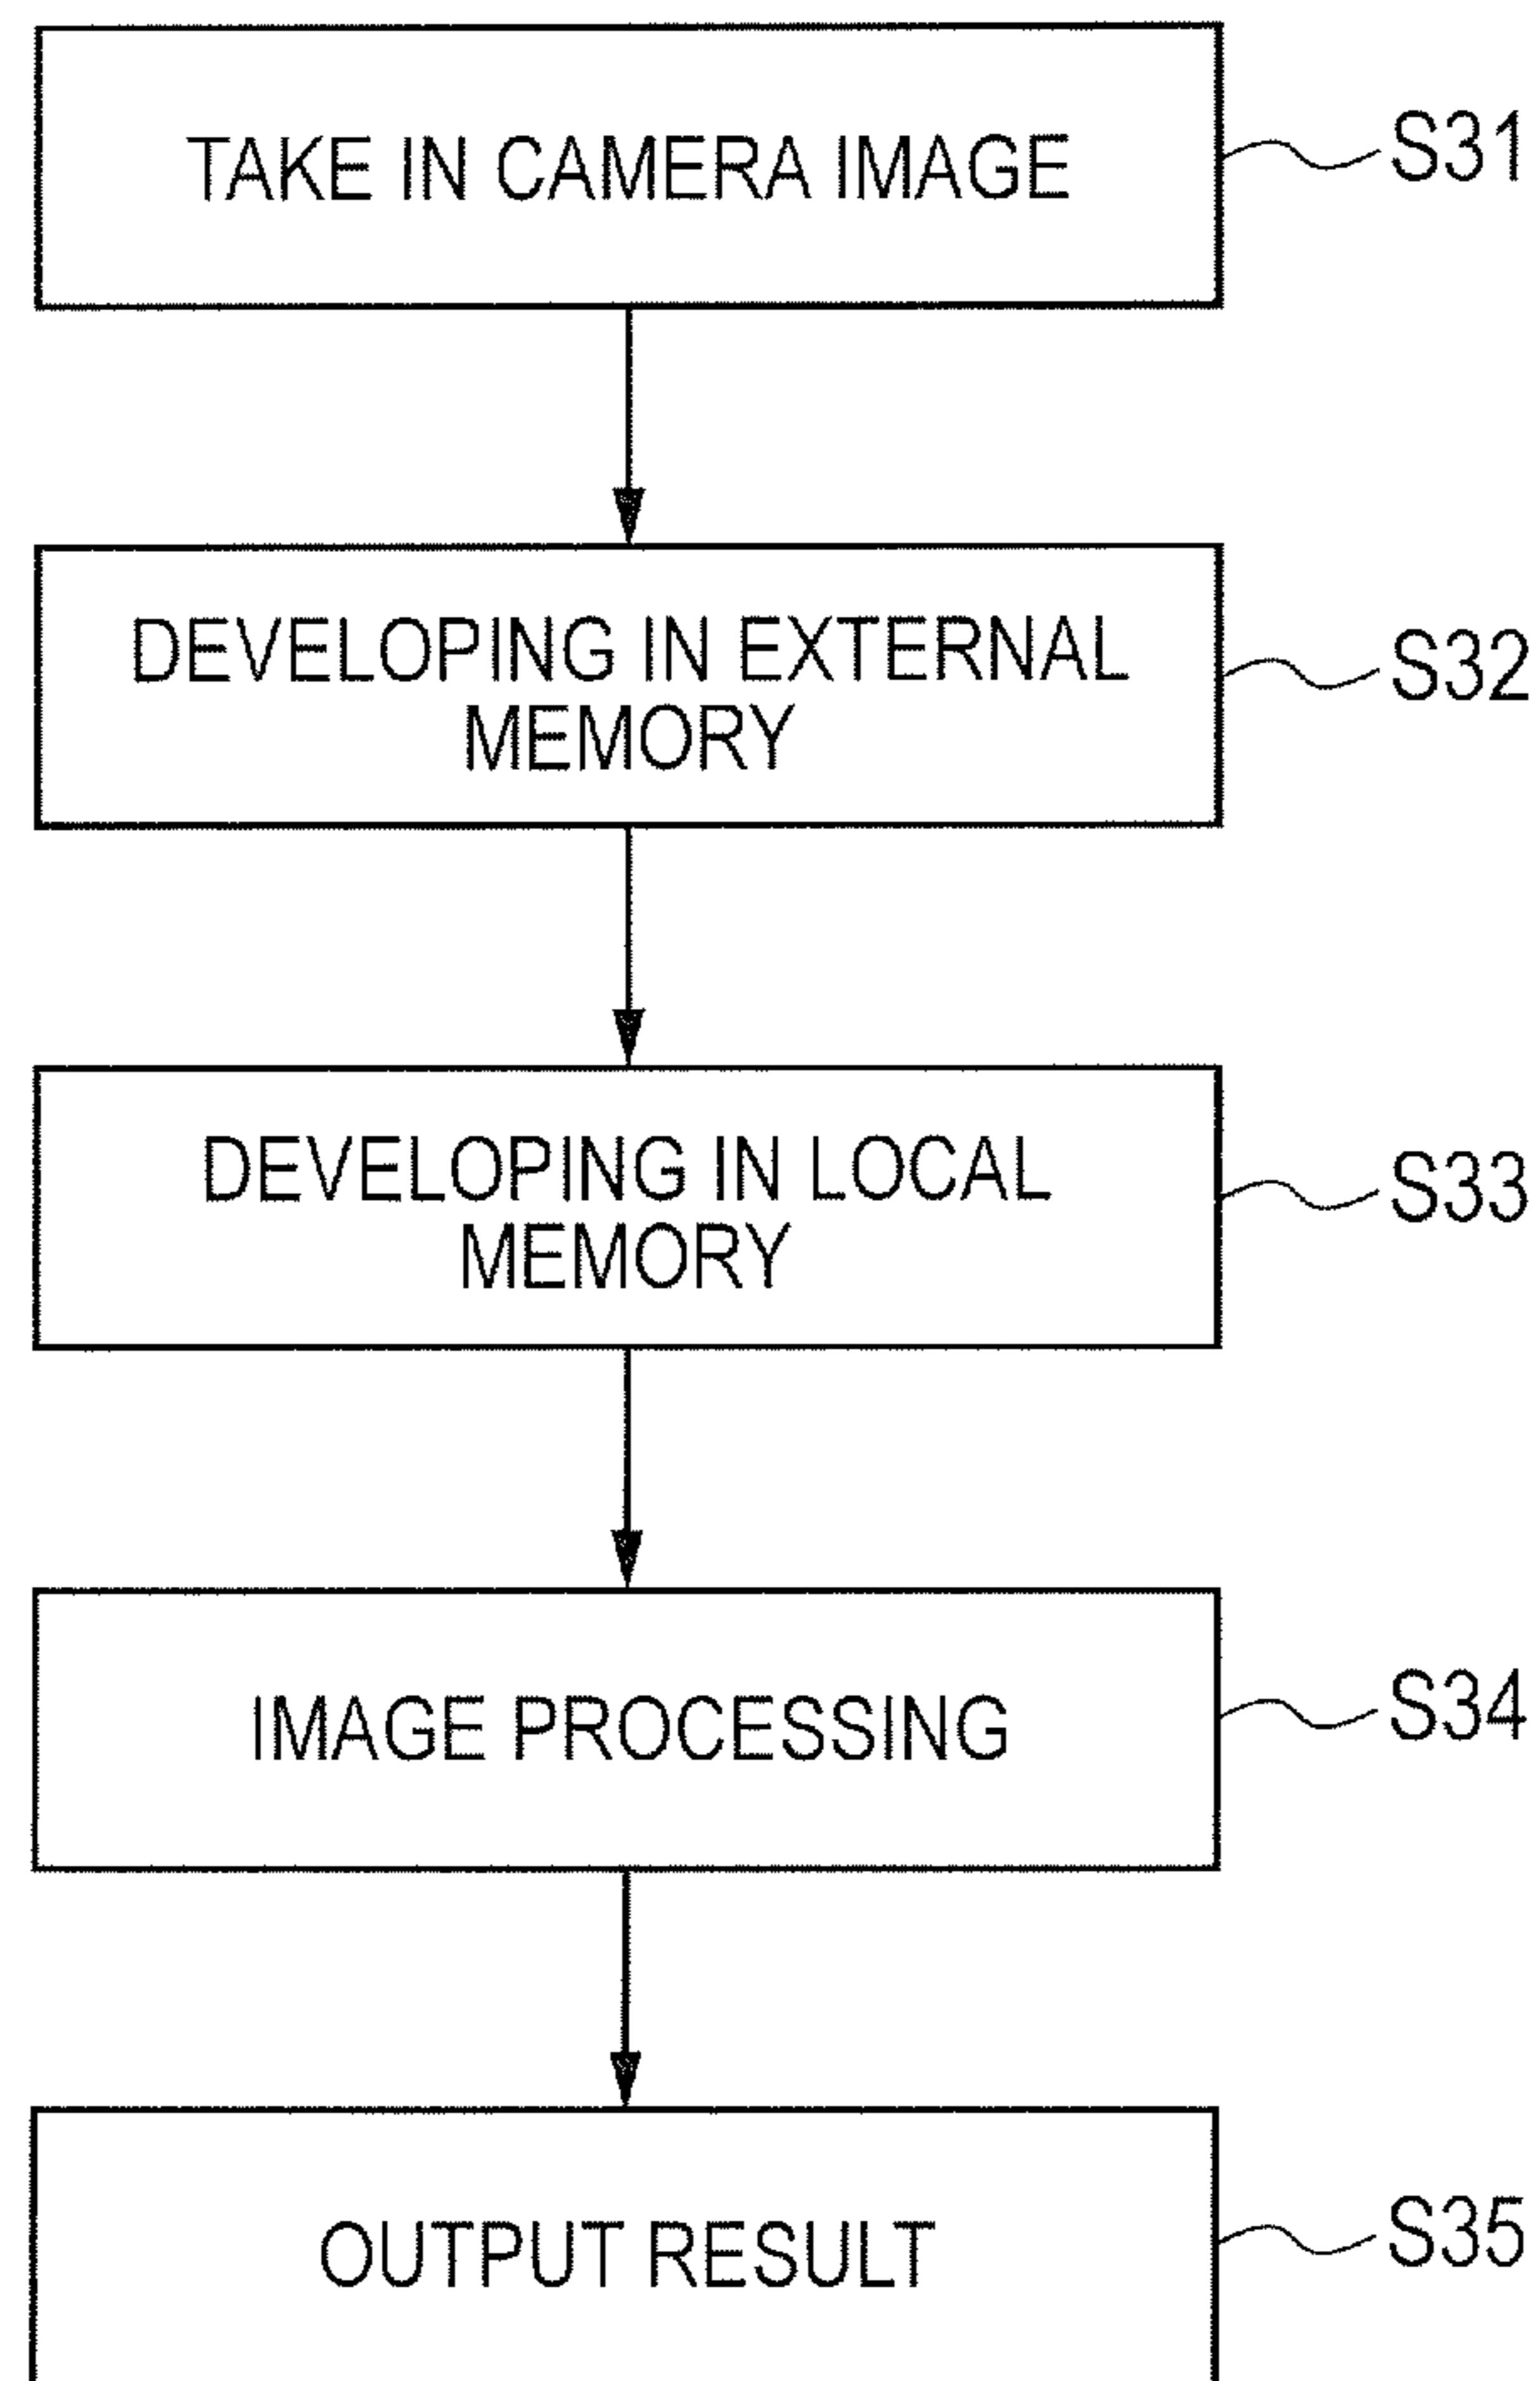 TAKE IN CAMERA IMAGE
S31
DEVELOPING IN EXTERNAL
MEMORY
S32
DEVELOPING IN LOCAL
MEMORY
S33
IMAGE PROCESSING
S34
OUTPUT RESULT
S35